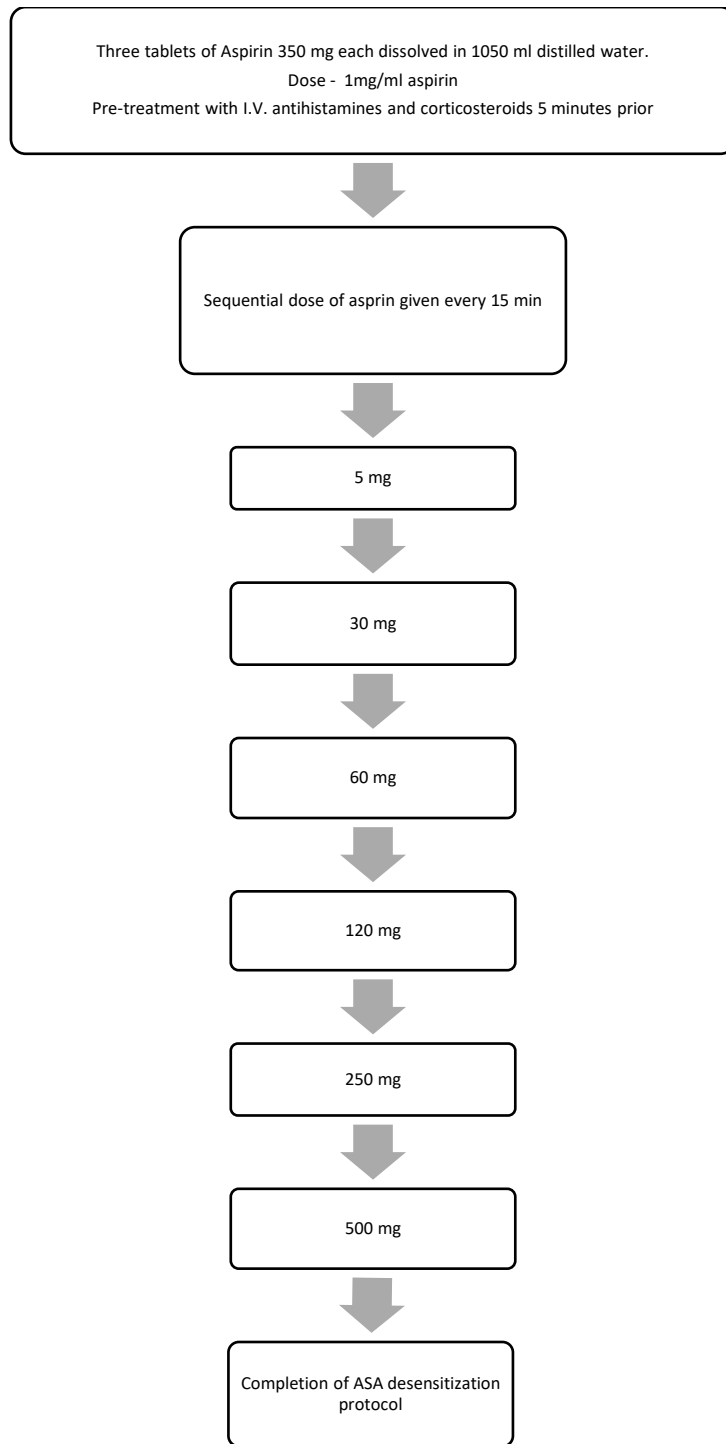 Three tablets of Aspirin 350 mg each dissolved in 1050 ml distilled water.
Dose - 1mg/ml aspirin
Pre-treatment with I.V. antihistamines and corticosteroids 5 minutes prior
Sequential dose of asprin given every 15 min
5 mg
30 mg
60 mg
120 mg
250 mg
500 mg
Completion of ASA desensitization
protocol